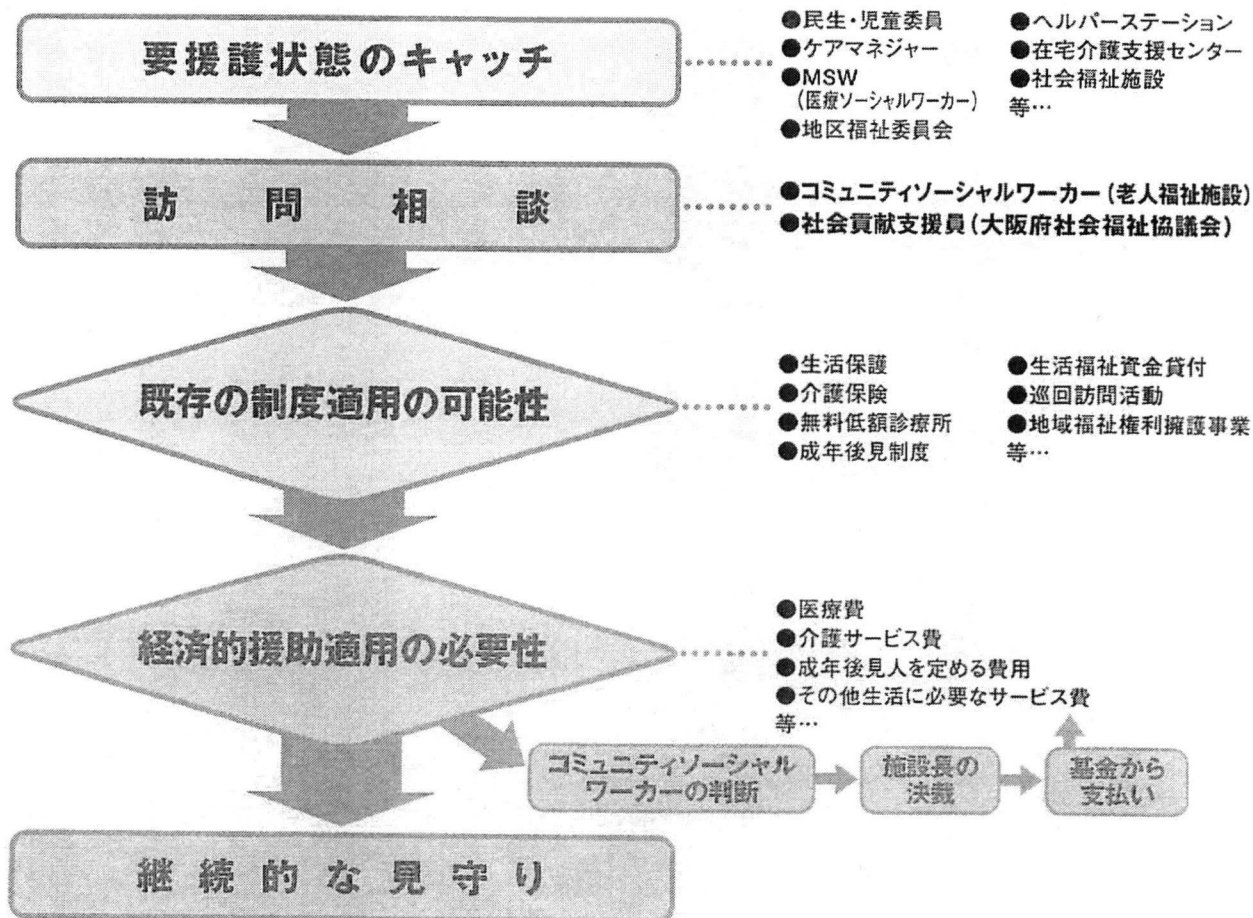 要援護状態のキャッチ
●民生・児童委員
●ケアマネジャー
●MSW
(医療ソーシャルワーカー)
●地区福祉委員会
●ヘルパーステーション
●在宅介護支援センター
●社会福祉施設
等…
訪問相談
●コミュニティソーシャルワーカー(老人福祉施設)
●社会貢献支援員(大阪府社会福祉協議会)
既存の制度適用の可能性
●生活保護
●介護保険
●無料低額診療所
●成年後見制度
●生活福祉資金貸付
●巡回訪問活動
●地域福祉権利擁護事業
等…
経済的援助適用の必要性
●医療費
●介護サービス費
●成年後見人を定める費用
●その他生活に必要なサービス費
等…
コミュニティソーシャル
ワーカーの判断
施設長の
決裁
基金から
支払い
継続的な見守り